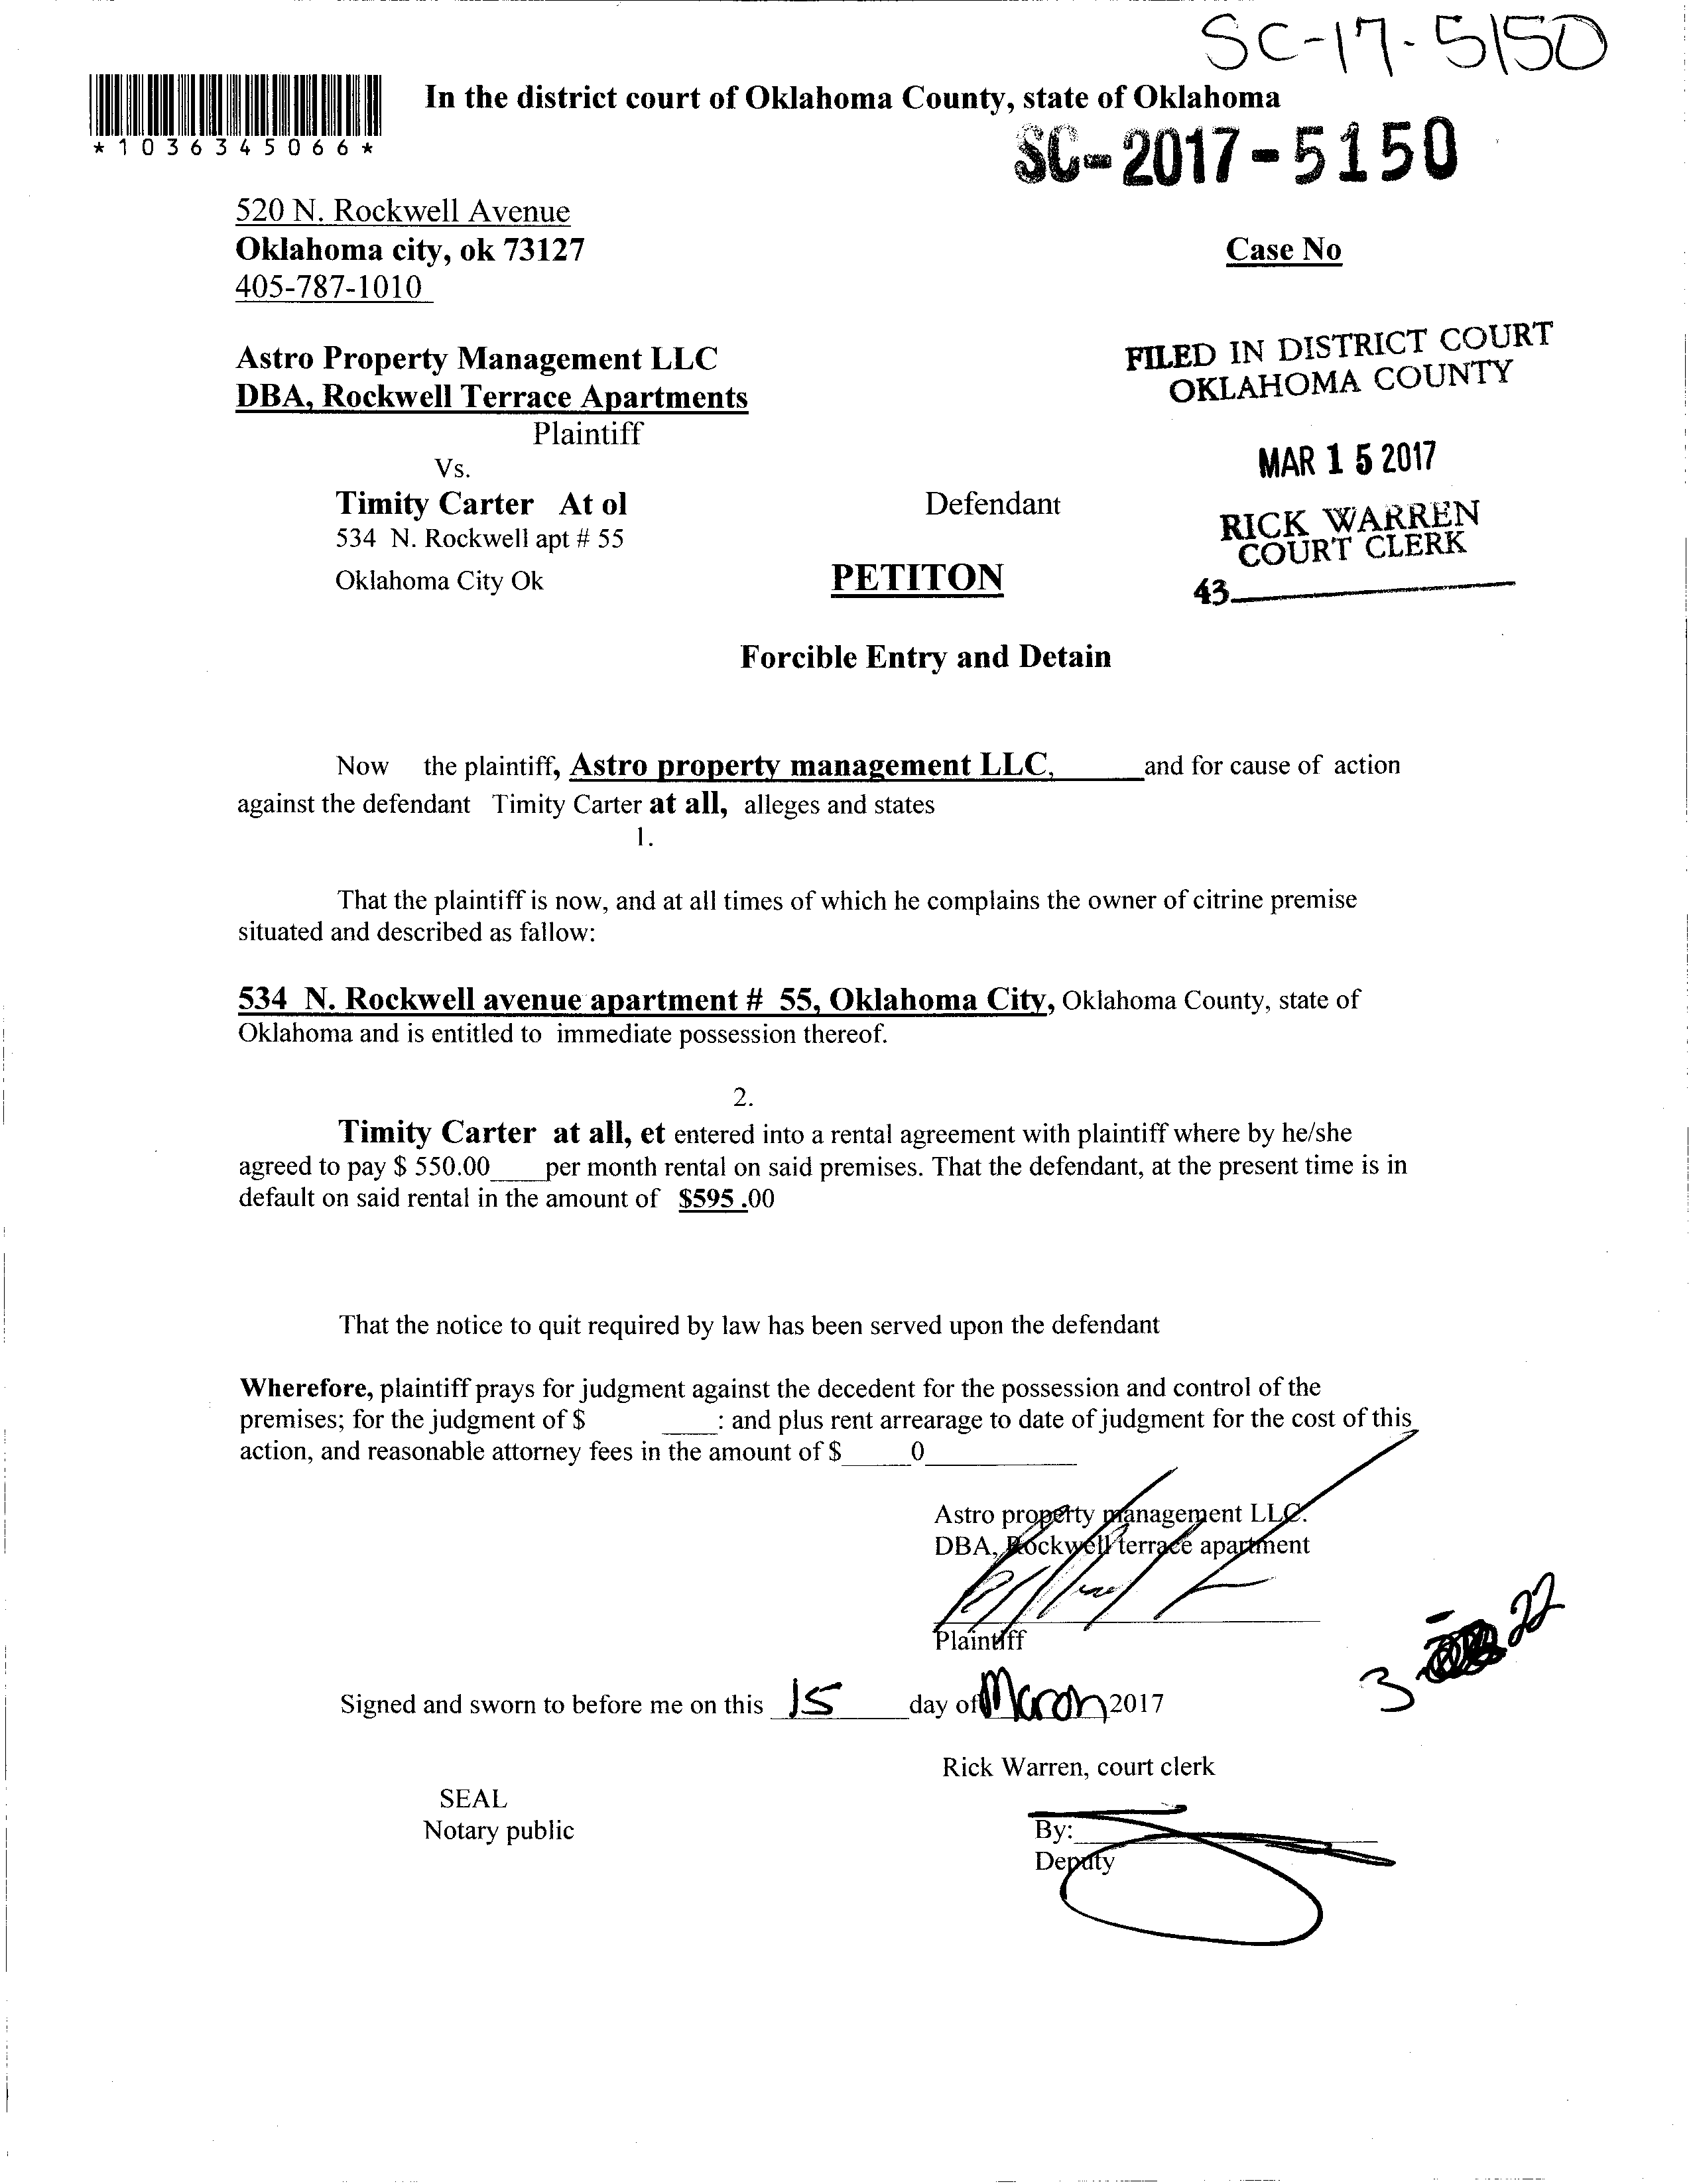 SC-17-5150
In the district court of Oklahoma County, state of Oklahoma
*1036345066*
SC-2017-5150
520 N. Rockwell Avenue
Oklahoma city, ok 73127
Case No
405-787-1010
Astro Property Management LLC
DBA, Rockwell Terrace Apartments
FILED IN DISTRICT COURT
OKLAHOMA COUNTY
Plaintiff
Vs.
MAR 15 2017
Timity Carter At ol
Defendant
534 N. Rockwell apt # 55
RICK WARREN
COURT CLERK
Oklahoma City Ok
PETITON
43
Forcible Entry and Detain
Now the plaintiff, Astro property management LLC, and for cause of action
against the defendant Timity Carter at all, alleges and states
1.
That the plaintiff is now, and at all times of which he complains the owner of citrine premise
situated and described as fallow:
534 N. Rockwell avenue apartment # 55, Oklahoma City, Oklahoma County, state of
Oklahoma and is entitled to immediate possession thereof.
2.
Timity Carter at all, et entered into a rental agreement with plaintiff where by he/she
agreed to pay $ 550.00____per month rental on said premises. That the defendant, at the present time is in
default on said rental in the amount of $595 .00
That the notice to quit required by law has been served upon the defendant
Wherefore, plaintiff prays for judgment against the decedent for the possession and control of the
premises; for the judgment of $ ____: and plus rent arrearage to date of judgment for the cost of this
action, and reasonable attorney fees in the amount of $_____0___________
Astro property management LLC.
DBA, Rockwell terrace apartment
Plaintiff
3 - 22
Signed and sworn to before me on this 15 day of March 2017
Rick Warren, court clerk
SEAL
Notary public
By:
Deputy